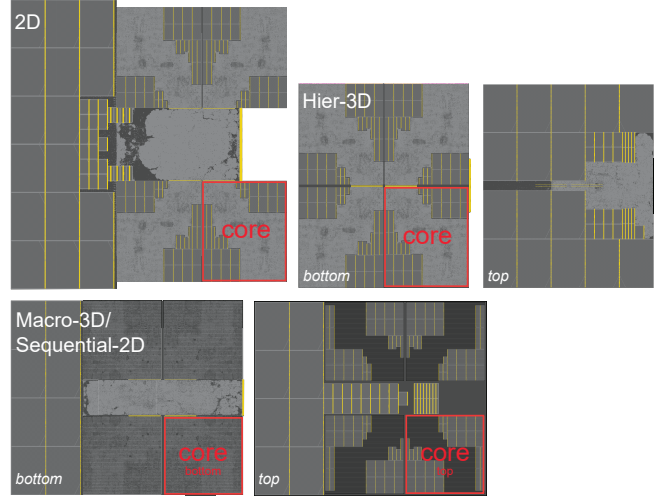 2D
core
Hier-3D
core
bottom
top
Macro-3D/
Sequential-2D
core
bottom
bottom
core
top
top